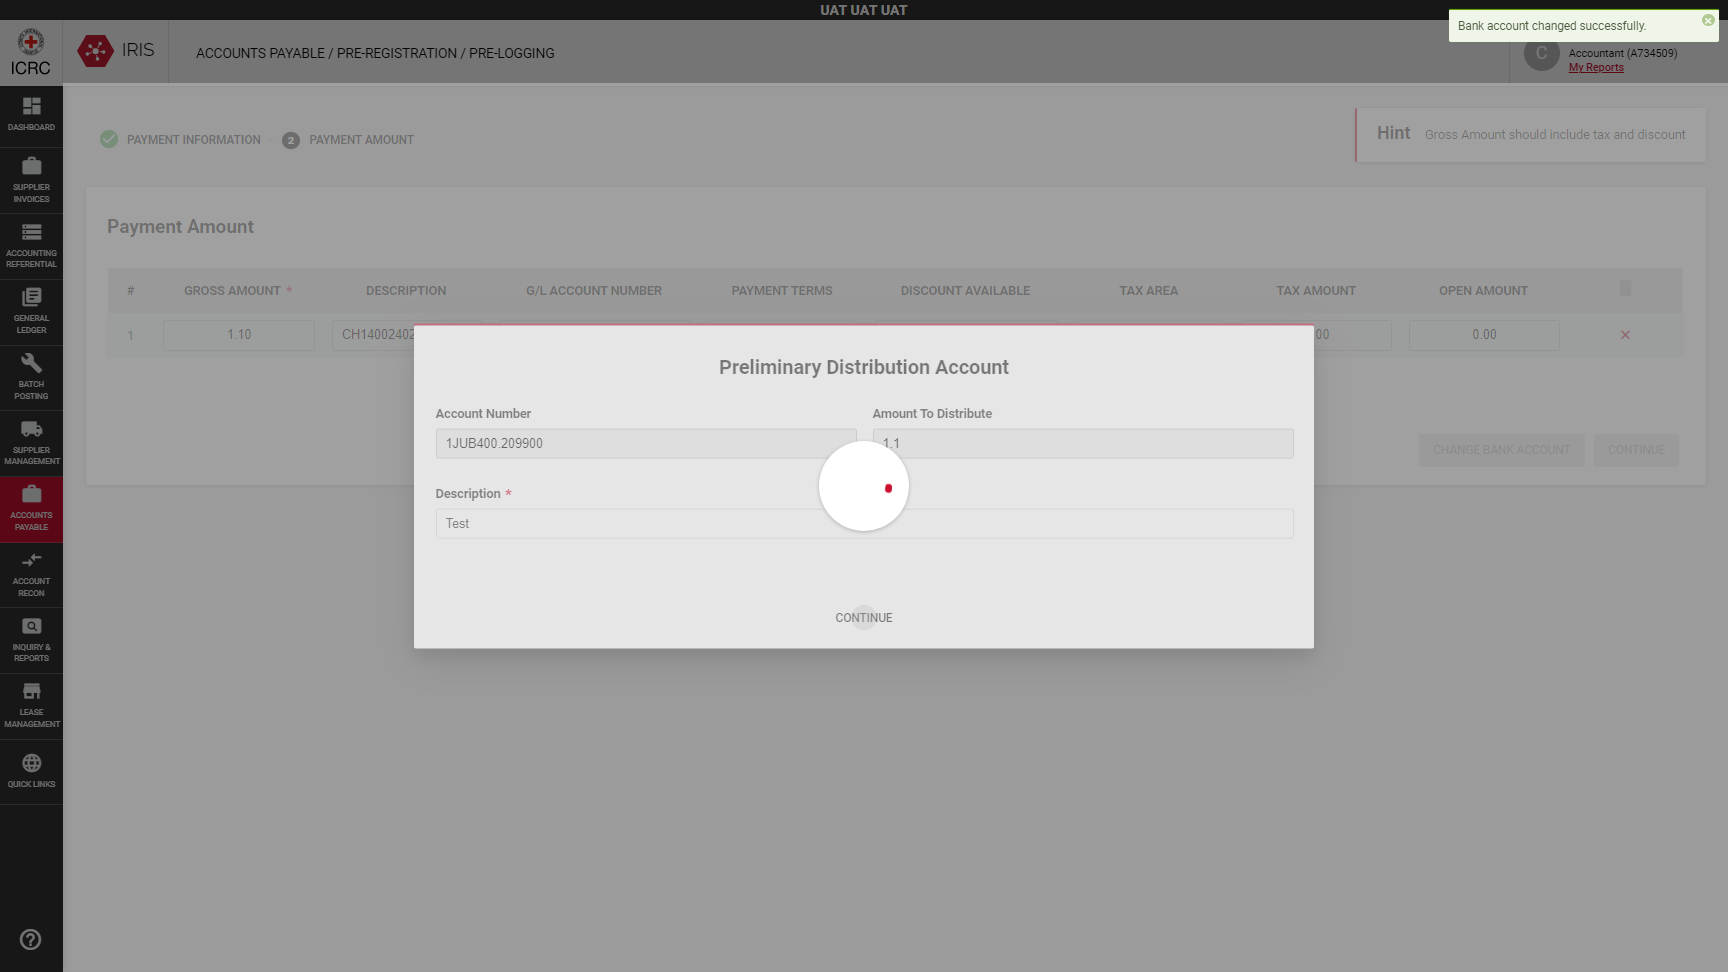 UAT UAT UAT
Bank account changed successfully.
ICRC
IRIS
ACCOUNTS PAYABLE / PRE-REGISTRATION / PRE-LOGGING
C
Accountant (A734509)
My Reports
DASHBOARD
SUPPLIER
INVOICES
ACCOUNTING
REFERENTIAL
GENERAL
LEDGER
BATCH
POSTING
SUPPLIER
MANAGEMENT
ACCOUNTS
PAYABLE
ACCOUNT
RECON
INQUIRY &
REPORTS
LEASE
MANAGEMENT
QUICK LINKS
PAYMENT INFORMATION
2 PAYMENT AMOUNT
Hint Gross Amount should include tax and discount
Payment Amount
# GROSS AMOUNT * DESCRIPTION G/L ACCOUNT NUMBER PAYMENT TERMS DISCOUNT AVAILABLE TAX AREA TAX AMOUNT OPEN AMOUNT
1 1.10 CH1400240 00 0.00
CHANGE BANK ACCOUNT CONTINUE
Preliminary Distribution Account
Account Number Amount To Distribute
1JUB400.209900 1.1
Description *
Test
CONTINUE